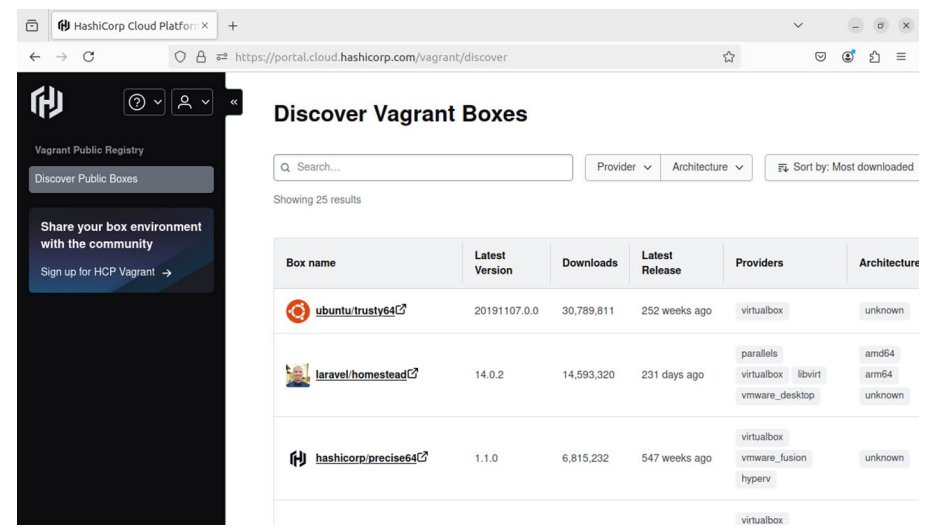 HashiCorp Cloud Platform
https://portal.cloud.hashicorp.com/vagrant/discover
Vagrant Public Registry
Discover Public Boxes
Share your box environment
with the community
Sign up for HCP Vagrant →
Discover Vagrant Boxes
Search...
Provider
Architecture
Sort by: Most downloaded
Showing 25 results
Box name Latest Version Downloads Latest Release Providers Architecture
ubuntu/trusty64 20191107.0.0 30,789,811 252 weeks ago virtualbox unknown
laravel/homestead 14.0.2 14,593,320 231 days ago parallels virtualbox libvirt vmware_desktop amd64 arm64 unknown
hashicorp/precise64 1.1.0 6,815,232 547 weeks ago virtualbox vmware_fusion hyperv unknown
virtualbox